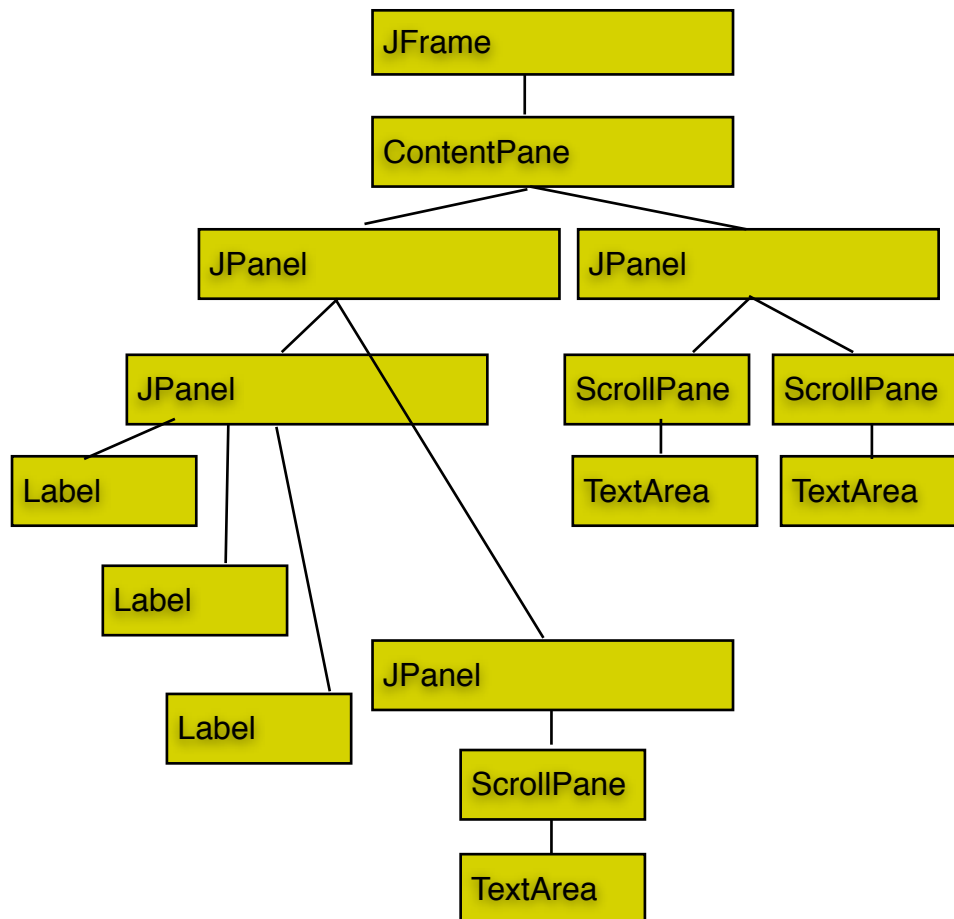 JFrame
ContentPane
JPanel
JPanel
JPanel
ScrollPane
ScrollPane
Label
TextArea
TextArea
Label
JPanel
Label
ScrollPane
TextArea